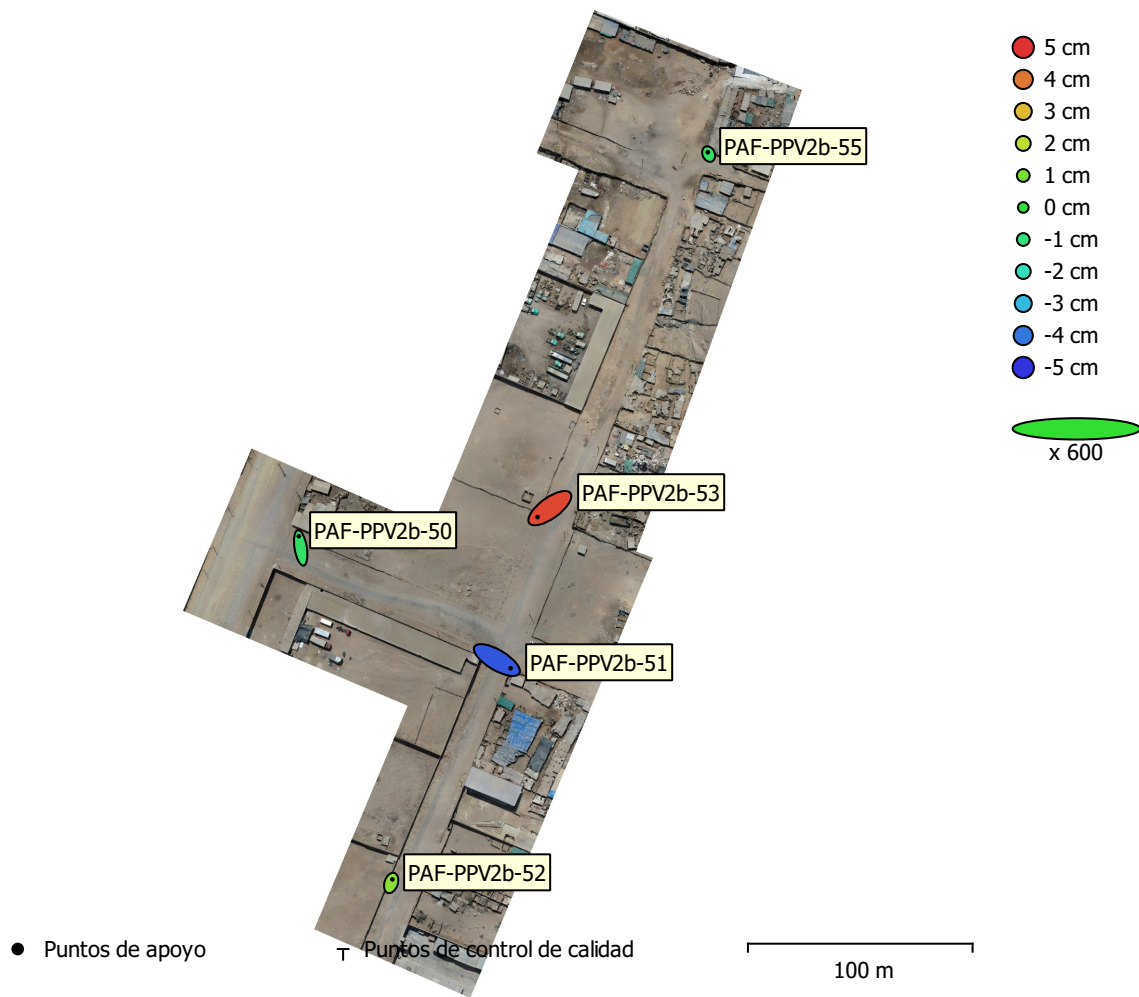 5 cm
4 cm
3 cm
2 cm
1 cm
0 cm
-1 cm
-2 cm
-3 cm
-4 cm
-5 cm
x 600
PAF-PPV2b-55
PAF-PPV2b-53
PAF-PPV2b-50
PAF-PPV2b-51
PAF-PPV2b-52
Puntos de apoyo
Puntos de control de calidad
100 m